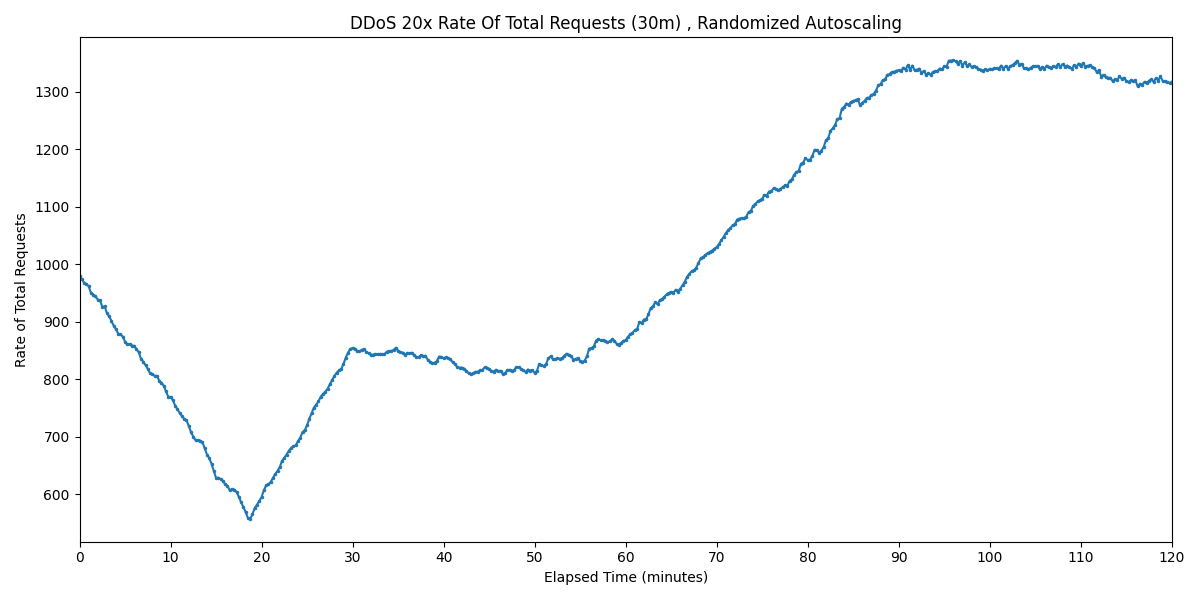 DDoS 20x Rate Of Total Requests (30m) , Randomized Autoscaling
1300
1200
1100
1000
900
800
700
600
Rate of Total Requests
0 10 20 30 40 50 60 70 80 90 100 110 120
Elapsed Time (minutes)